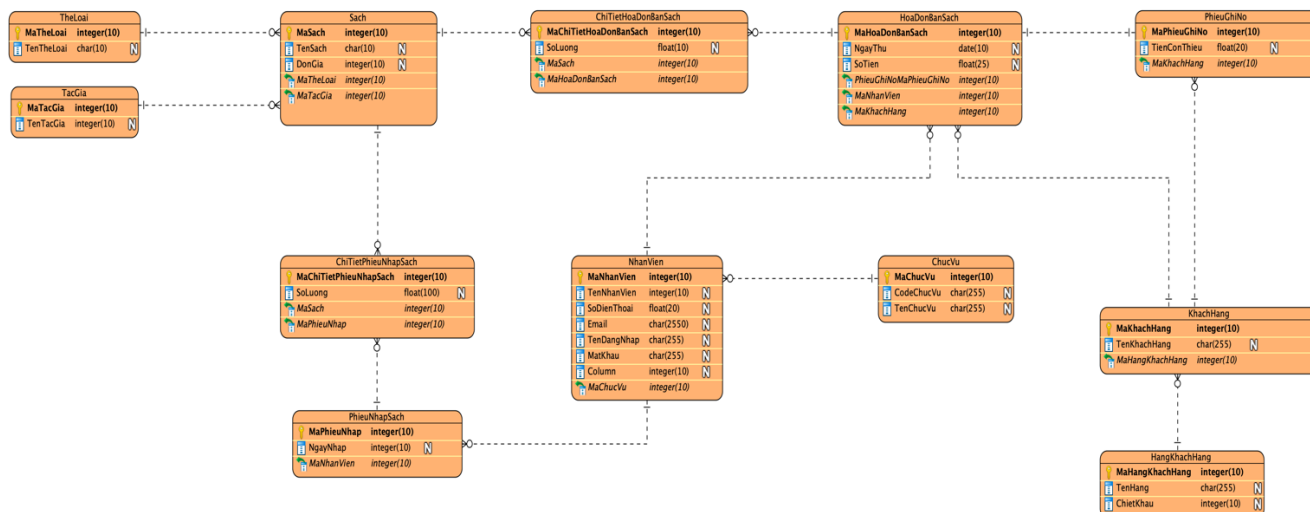 TheLoai
MaTheLoai integer(10)
TenTheLoai char(10) N
TacGia
MaTacGia integer(10)
TenTacGia integer(10) N
Sach
MaSach integer(10)
TenSach char(10) N
DonGia integer(10) N
MaTheLoai integer(10)
MaTacGia integer(10)
ChiTietHoaDonBanSach
MaChiTietHoaDonBanSach integer(10)
SoLuong float(10) N
MaSach integer(10)
MaHoaDonBanSach integer(10)
HoaDonBanSach
MaHoaDonBanSach integer(10)
NgayThu date(10) N
SoTien float(25) N
PhieuGhiNoMaPhieuGhiNo integer(10)
MaNhanVien integer(10)
MaKhachHang integer(10)
PhieuGhiNo
MaPhieuGhiNo integer(10)
TienConThieu float(20) N
MaKhachHang integer(10)
ChiTietPhieuNhapSach
MaChiTietPhieuNhapSach integer(10)
SoLuong float(100) N
MaSach integer(10)
MaPhieuNhap integer(10)
NhanVien
MaNhanVien integer(10)
TenNhanVien integer(10) N
SoDienThoai float(20) N
Email char(2550) N
TenDangNhap char(255) N
MatKhau char(255) N
Column integer(10) N
MaChucVu integer(10)
ChucVu
MaChucVu integer(10)
CodeChucVu char(255) N
TenChucVu char(255) N
KhachHang
MaKhachHang integer(10)
TenKhachHang char(255) N
MaHangKhachHang integer(10)
PhieuNhapSach
MaPhieuNhap integer(10)
NgayNhap integer(10) N
MaNhanVien integer(10)
HangKhachHang
MaHangKhachHang integer(10)
TenHang char(255) N
ChietKhau integer(10) N